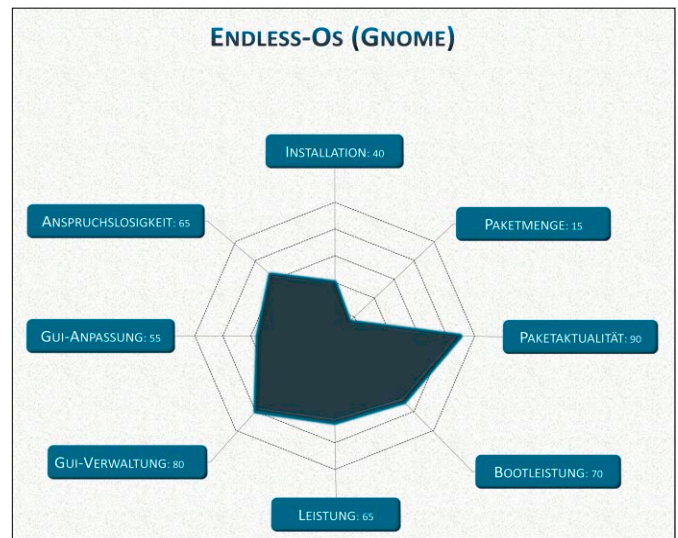 Endless-Os (Gnome)
Installation: 40
Anspruchslosigkeit: 65
Paketmenge: 15
Gui-Anpassung: 55
Paketaktualität: 90
Gui-Verwaltung: 80
Bootleistung: 70
Leistung: 65